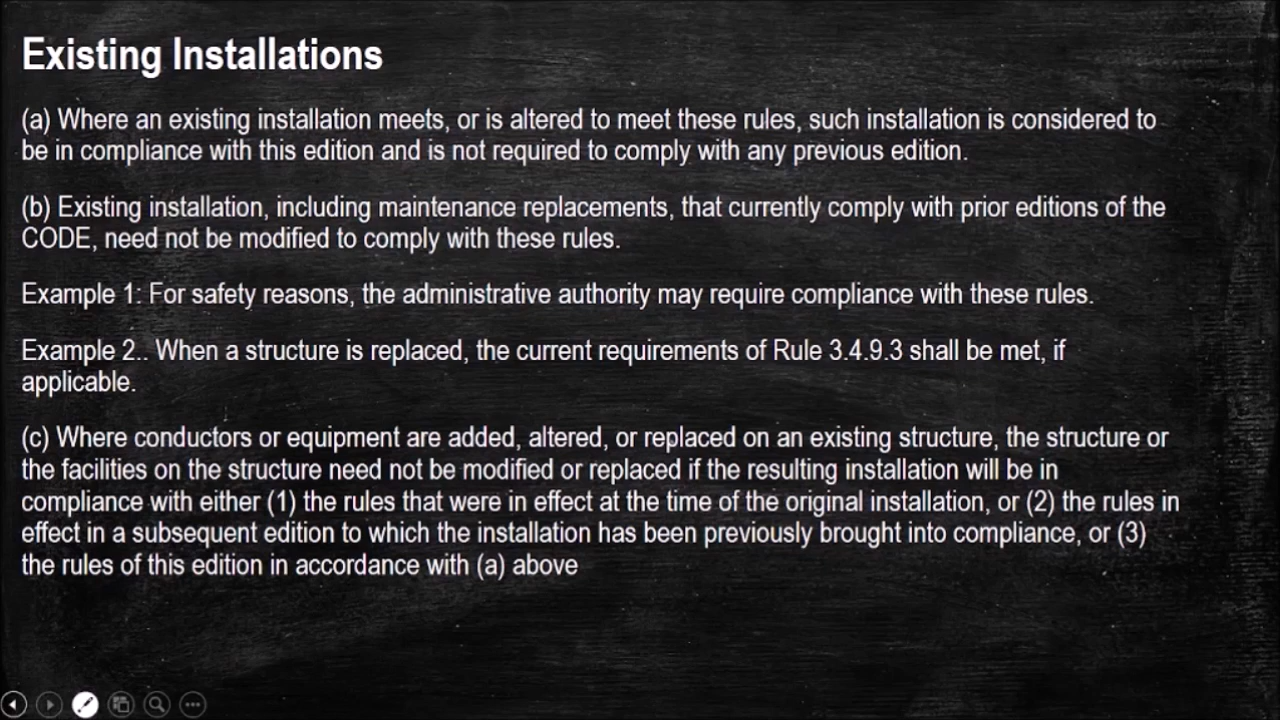 Existing Installations
(a) Where an existing installation meets, or is altered to meet these rules, such installation is considered to
be in compliance with this edition and is not required to comply with any previous edition.
(b) Existing installation, including maintenance replacements, that currently comply with prior editions of the
CODE, need not be modified to comply with these rules.
Example 1: For safety reasons, the administrative authority may require compliance with these rules.
Example 2.. When a structure is replaced, the current requirements of Rule 3.4.9.3 shall be met, if
applicable.
(c) Where conductors or equipment are added, altered, or replaced on an existing structure, the structure or
the facilities on the structure need not be modified or replaced if the resulting installation will be in
compliance with either (1) the rules that were in effect at the time of the original installation, or (2) the rules in
effect in a subsequent edition to which the installation has been previously brought into compliance, or (3)
the rules of this edition in accordance with (a) above